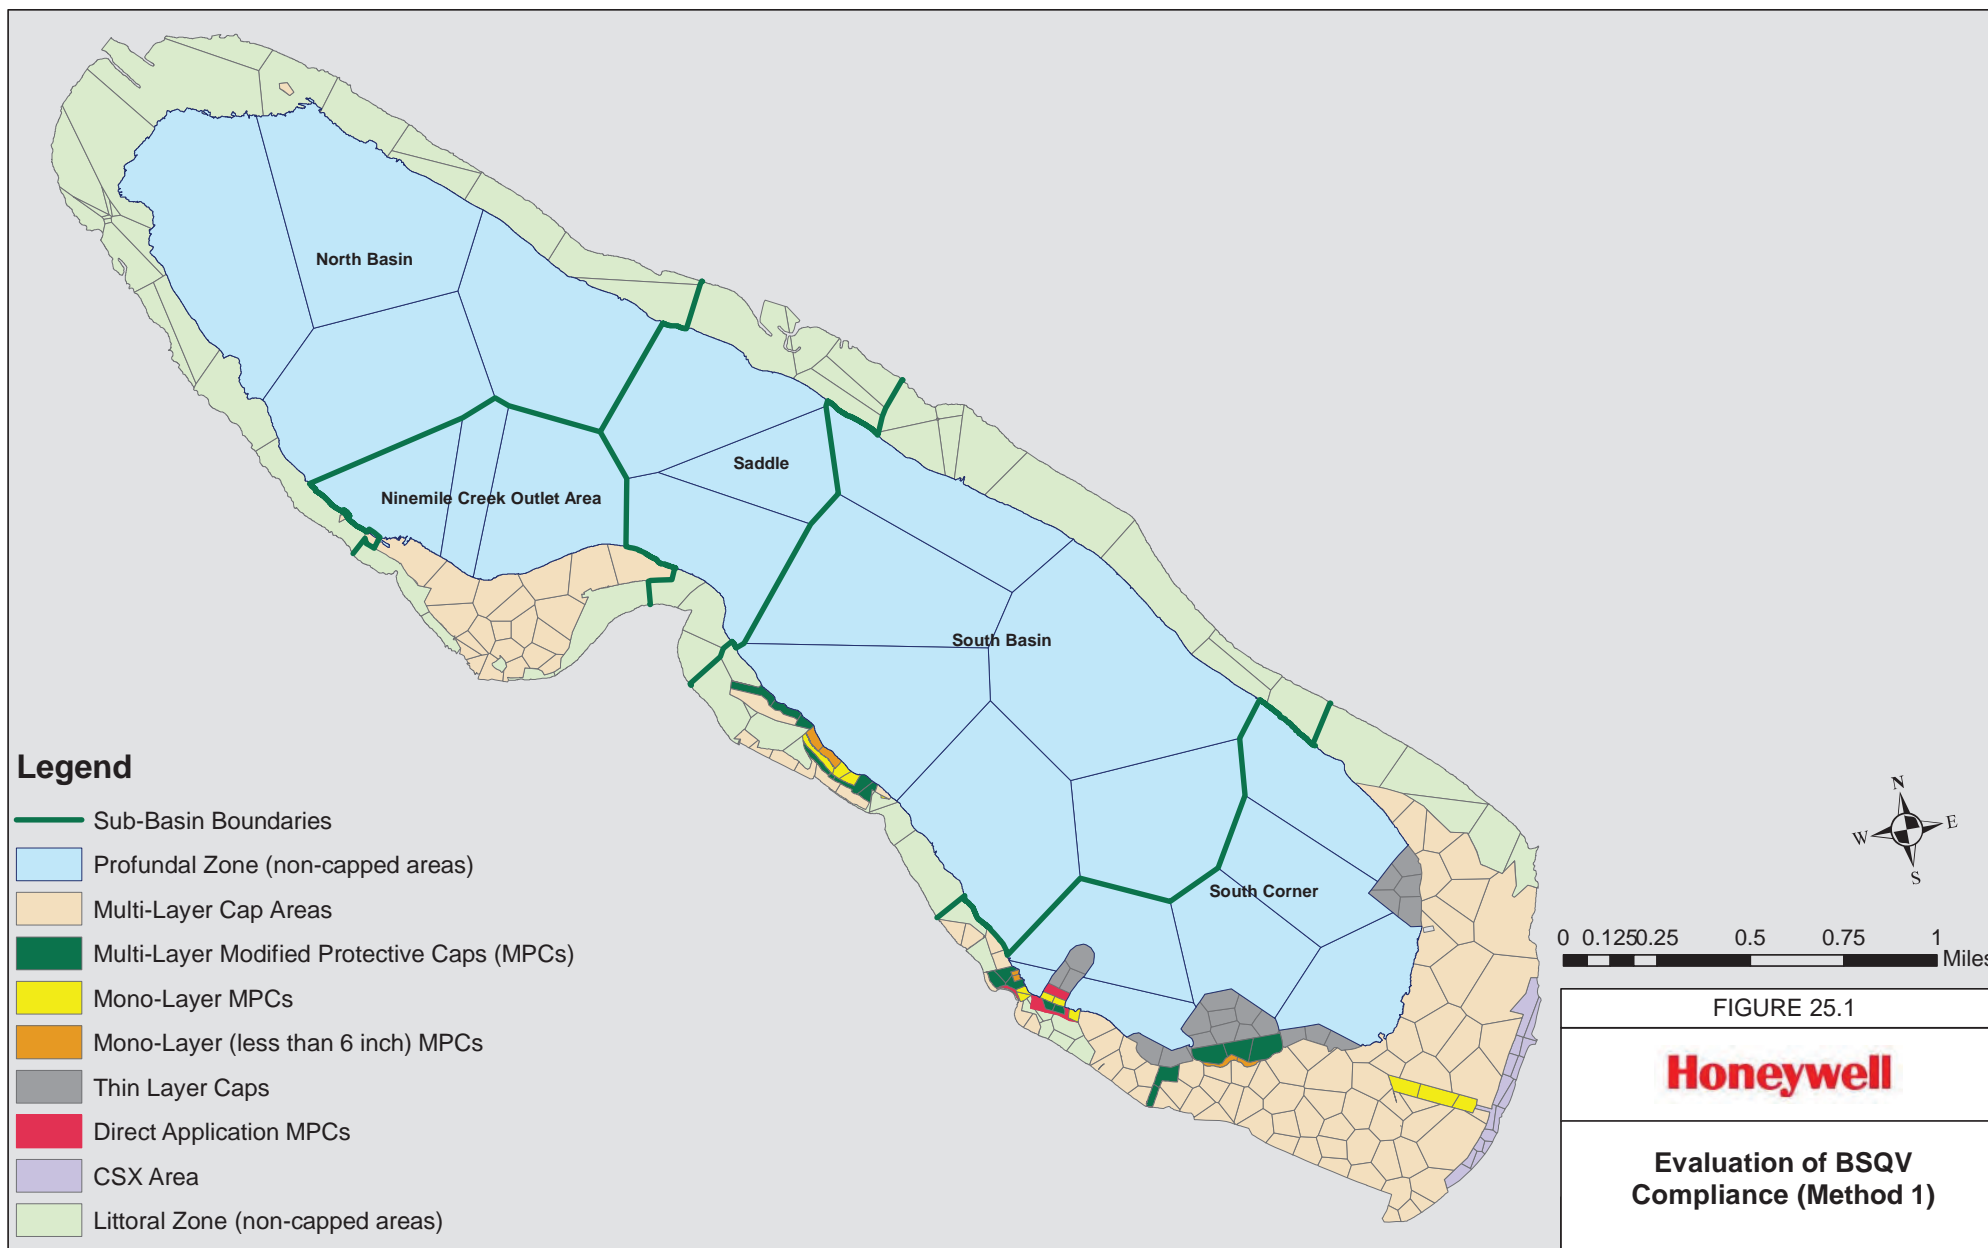 North Basin
Saddle
Ninemile Creek Outlet Area
South Basin
South Corner
Legend
Sub-Basin Boundaries
Profundal Zone (non-capped areas)
Multi-Layer Cap Areas
Multi-Layer Modified Protective Caps (MPCs)
Mono-Layer MPCs
Mono-Layer (less than 6 inch) MPCs
Thin Layer Caps
Direct Application MPCs
CSX Area
Littoral Zone (non-capped areas)
N
W E
S
0 0.125 0.25 0.5 0.75 1
Miles
FIGURE 25.1
Honeywell
Evaluation of BSQV
Compliance (Method 1)